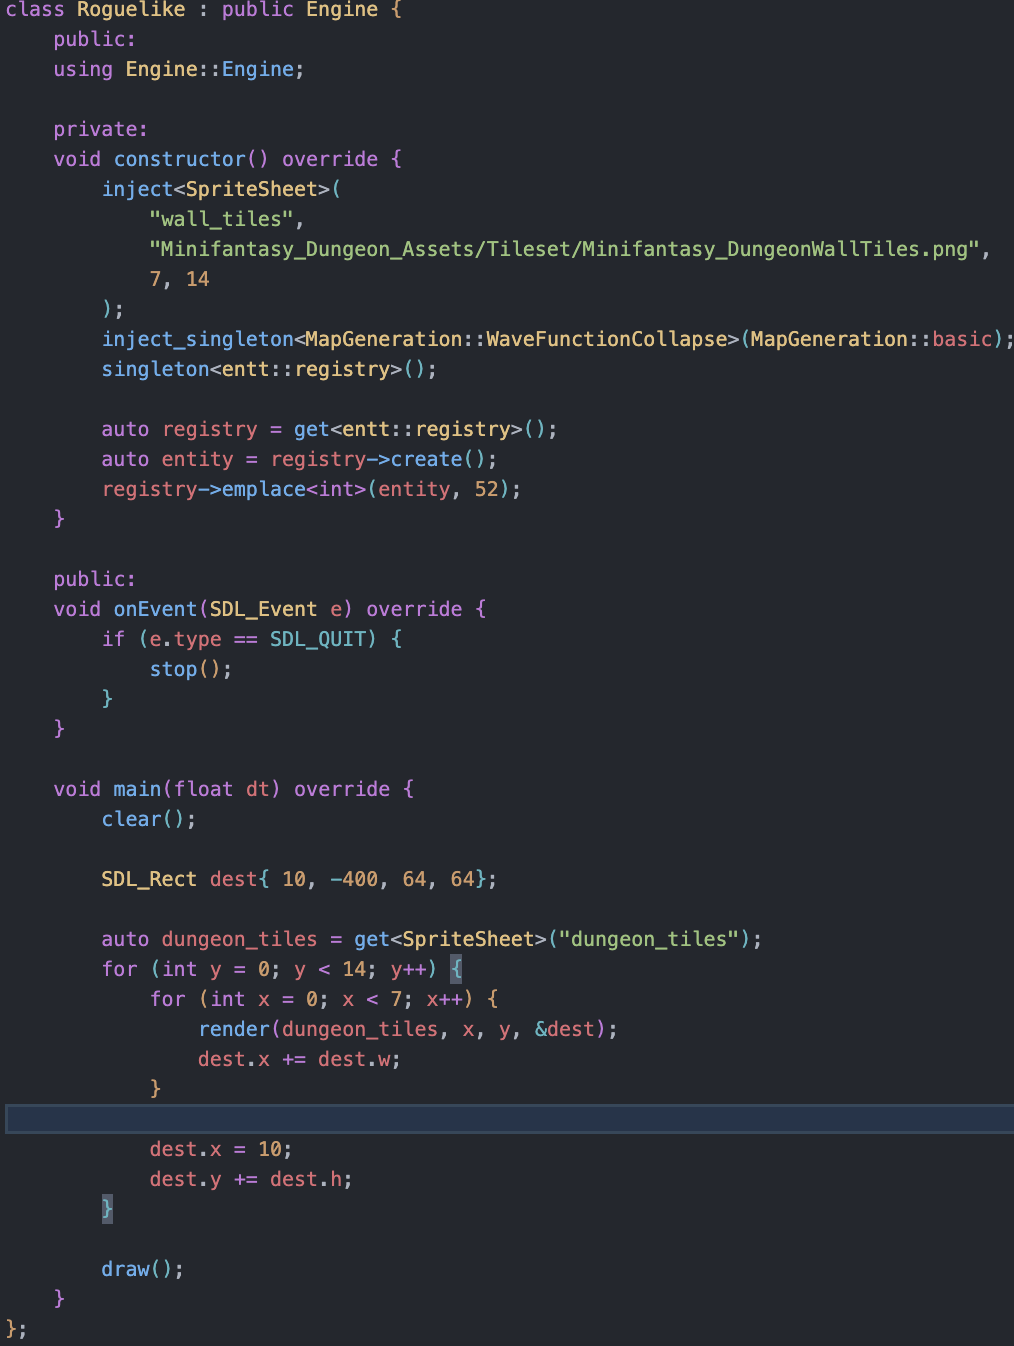 class Roguelike : public Engine {
    public:
    using Engine::Engine;

    private:
    void constructor() override {
        inject<SpriteSheet>(
            "wall_tiles",
            "Minifantasy_Dungeon_Assets/Tileset/Minifantasy_DungeonWallTiles.png",
            7, 14
        );
        inject_singleton<MapGeneration::WaveFunctionCollapse>(MapGeneration::basic);
        singleton<entt::registry>();

        auto registry = get<entt::registry>();
        auto entity = registry->create();
        registry->emplace<int>(entity, 52);
    }

    public:
    void onEvent(SDL_Event e) override {
        if (e.type == SDL_QUIT) {
            stop();
        }
    }

    void main(float dt) override {
        clear();

        SDL_Rect dest{ 10, -400, 64, 64};

        auto dungeon_tiles = get<SpriteSheet>("dungeon_tiles");
        for (int y = 0; y < 14; y++) {
            for (int x = 0; x < 7; x++) {
                render(dungeon_tiles, x, y, &dest);
                dest.x += dest.w;
            }

            dest.x = 10;
            dest.y += dest.h;
        }

        draw();
    }
};